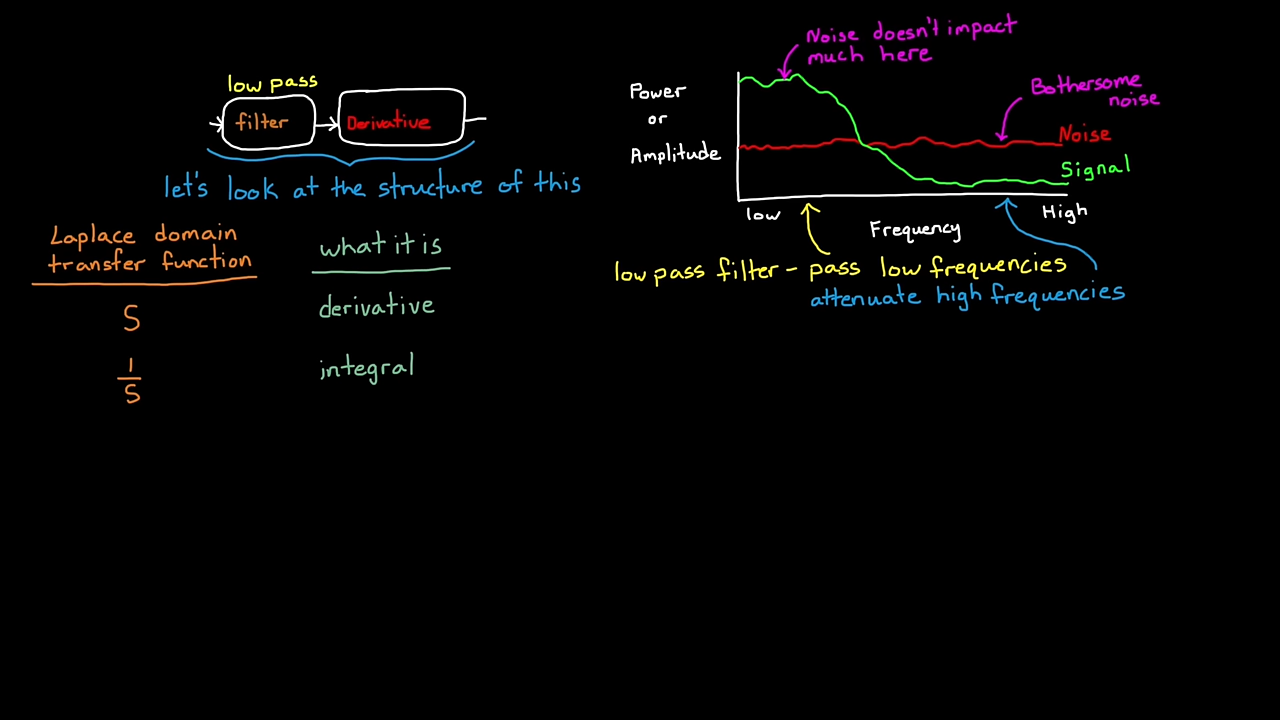 low pass
filter
Derivative
let's look at the structure of this
Laplace domain
transfer function
what it is
S
derivative
1
S
integral
Noise doesn't impact
much here
Bothersome
noise
Power
or
Amplitude
Noise
Signal
low
High
Frequency
low pass filter - pass low frequencies
attenuate high frequencies